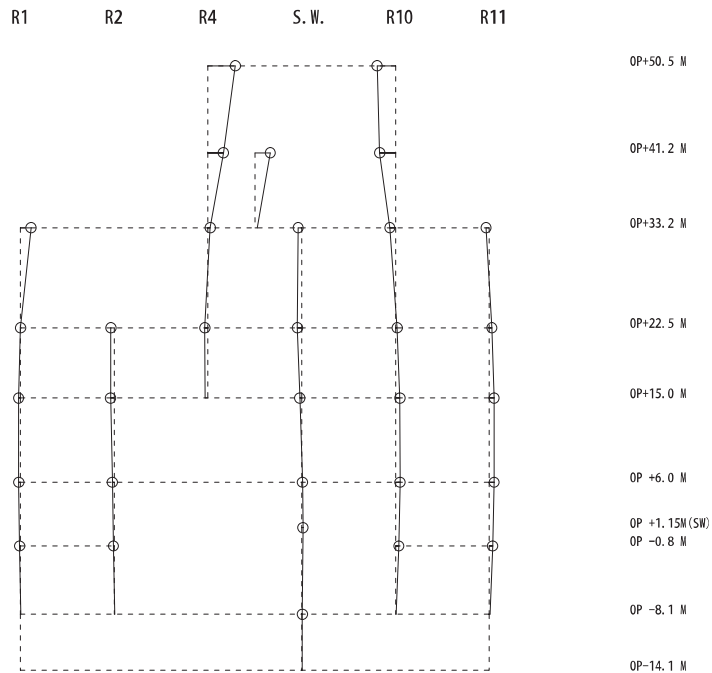 R1 R2 R4 S.W. R10 R11
OP+50.5 M
OP+41.2 M
OP+33.2 M
OP+22.5 M
OP+15.0 M
OP +6.0 M
OP +1.15M(SW)
OP -0.8 M
OP -8.1 M
OP-14.1 M